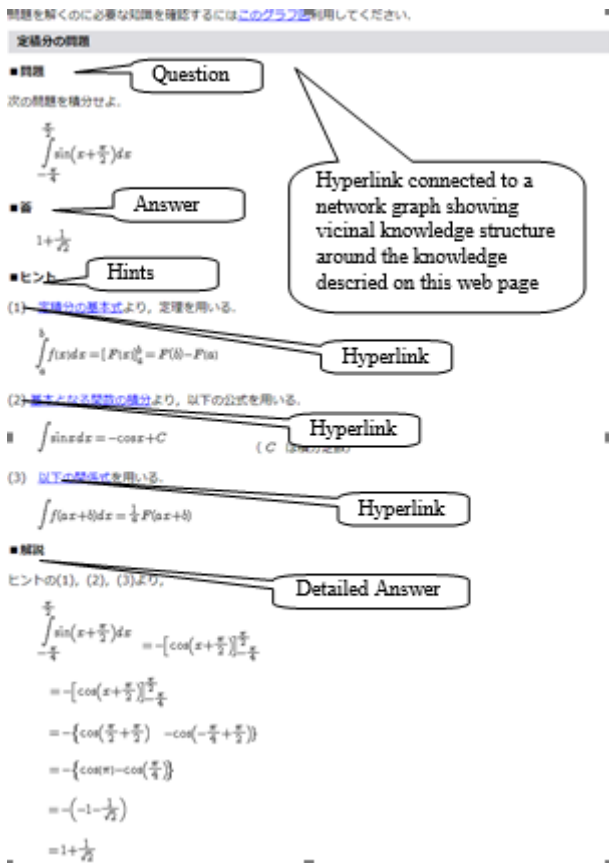 問題を解くのに必要な知識を確認するにはこのグラフ図利用してください.
定積分の問題
■問題
Question
次の問題を積分せよ.
∫_{-π/4}^{π/2} sin(x+π/2)dx
Hyperlink connected to a
network graph showing
vicinal knowledge structure
around the knowledge
descried on this web page
■答
Answer
1+1/√2
■ヒント
Hints
(1) 定積分の基本式より, 定理を用いる.
∫_a^b f(x)dx=[F(x)]_a^b=F(b)-F(a)
Hyperlink
(2) 基本となる関数の積分より, 以下の公式を用いる.
Hyperlink
∫sinxdx=-cosx+C
( C は積分定数)
(3) 以下の関係式を用いる.
Hyperlink
∫f(ax+b)dx=1/a F(ax+b)
■解説
ヒントの(1), (2), (3)より,
Detailed Answer
∫_{-π/4}^{π/2} sin(x+π/2)dx =-[cos(x+π/2)]_{-π/4}^{π/2}
=-[cos(x+π/2)]_{-π/4}^{π/2}
=-{cos(π/2+π/2) -cos(-π/4+π/2)}
=-{cos(π)-cos(π/4)}
=-(-1-1/√2)
=1+1/√2